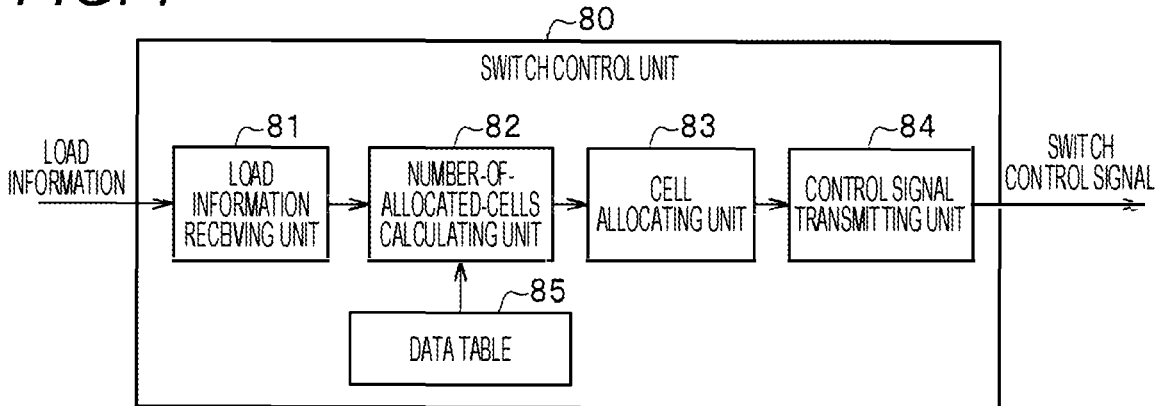 80
SWITCH CONTROL UNIT
81
82
83
84
LOAD
INFORMATION
LOAD
INFORMATION
RECEIVING UNIT
NUMBER-OF-
ALLOCATED-CELLS
CALCULATING UNIT
CELL
ALLOCATING UNIT
CONTROL SIGNAL
TRANSMITTING UNIT
SWITCH
CONTROL SIGNAL
85
DATA TABLE